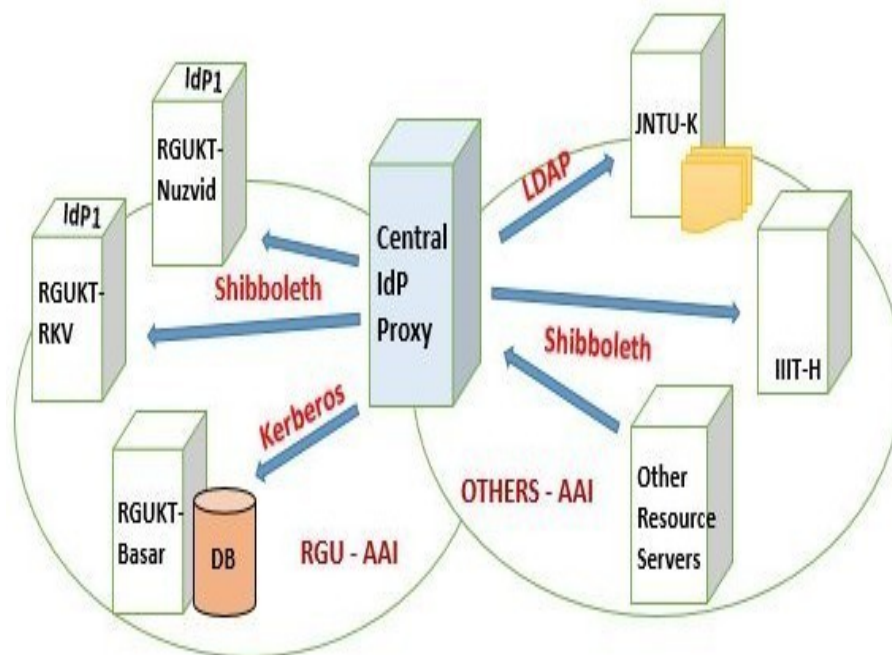 IdP1
RGUKT-
Nuzvid
IdP1
RGUKT-
RKV
Shibboleth
Kerberos
RGUKT-
Basar
DB
RGU - AAI
Central
IdP
Proxy
LDAP
JNTU-K
Shibboleth
IIIT-H
OTHERS - AAI
Other
Resource
Servers